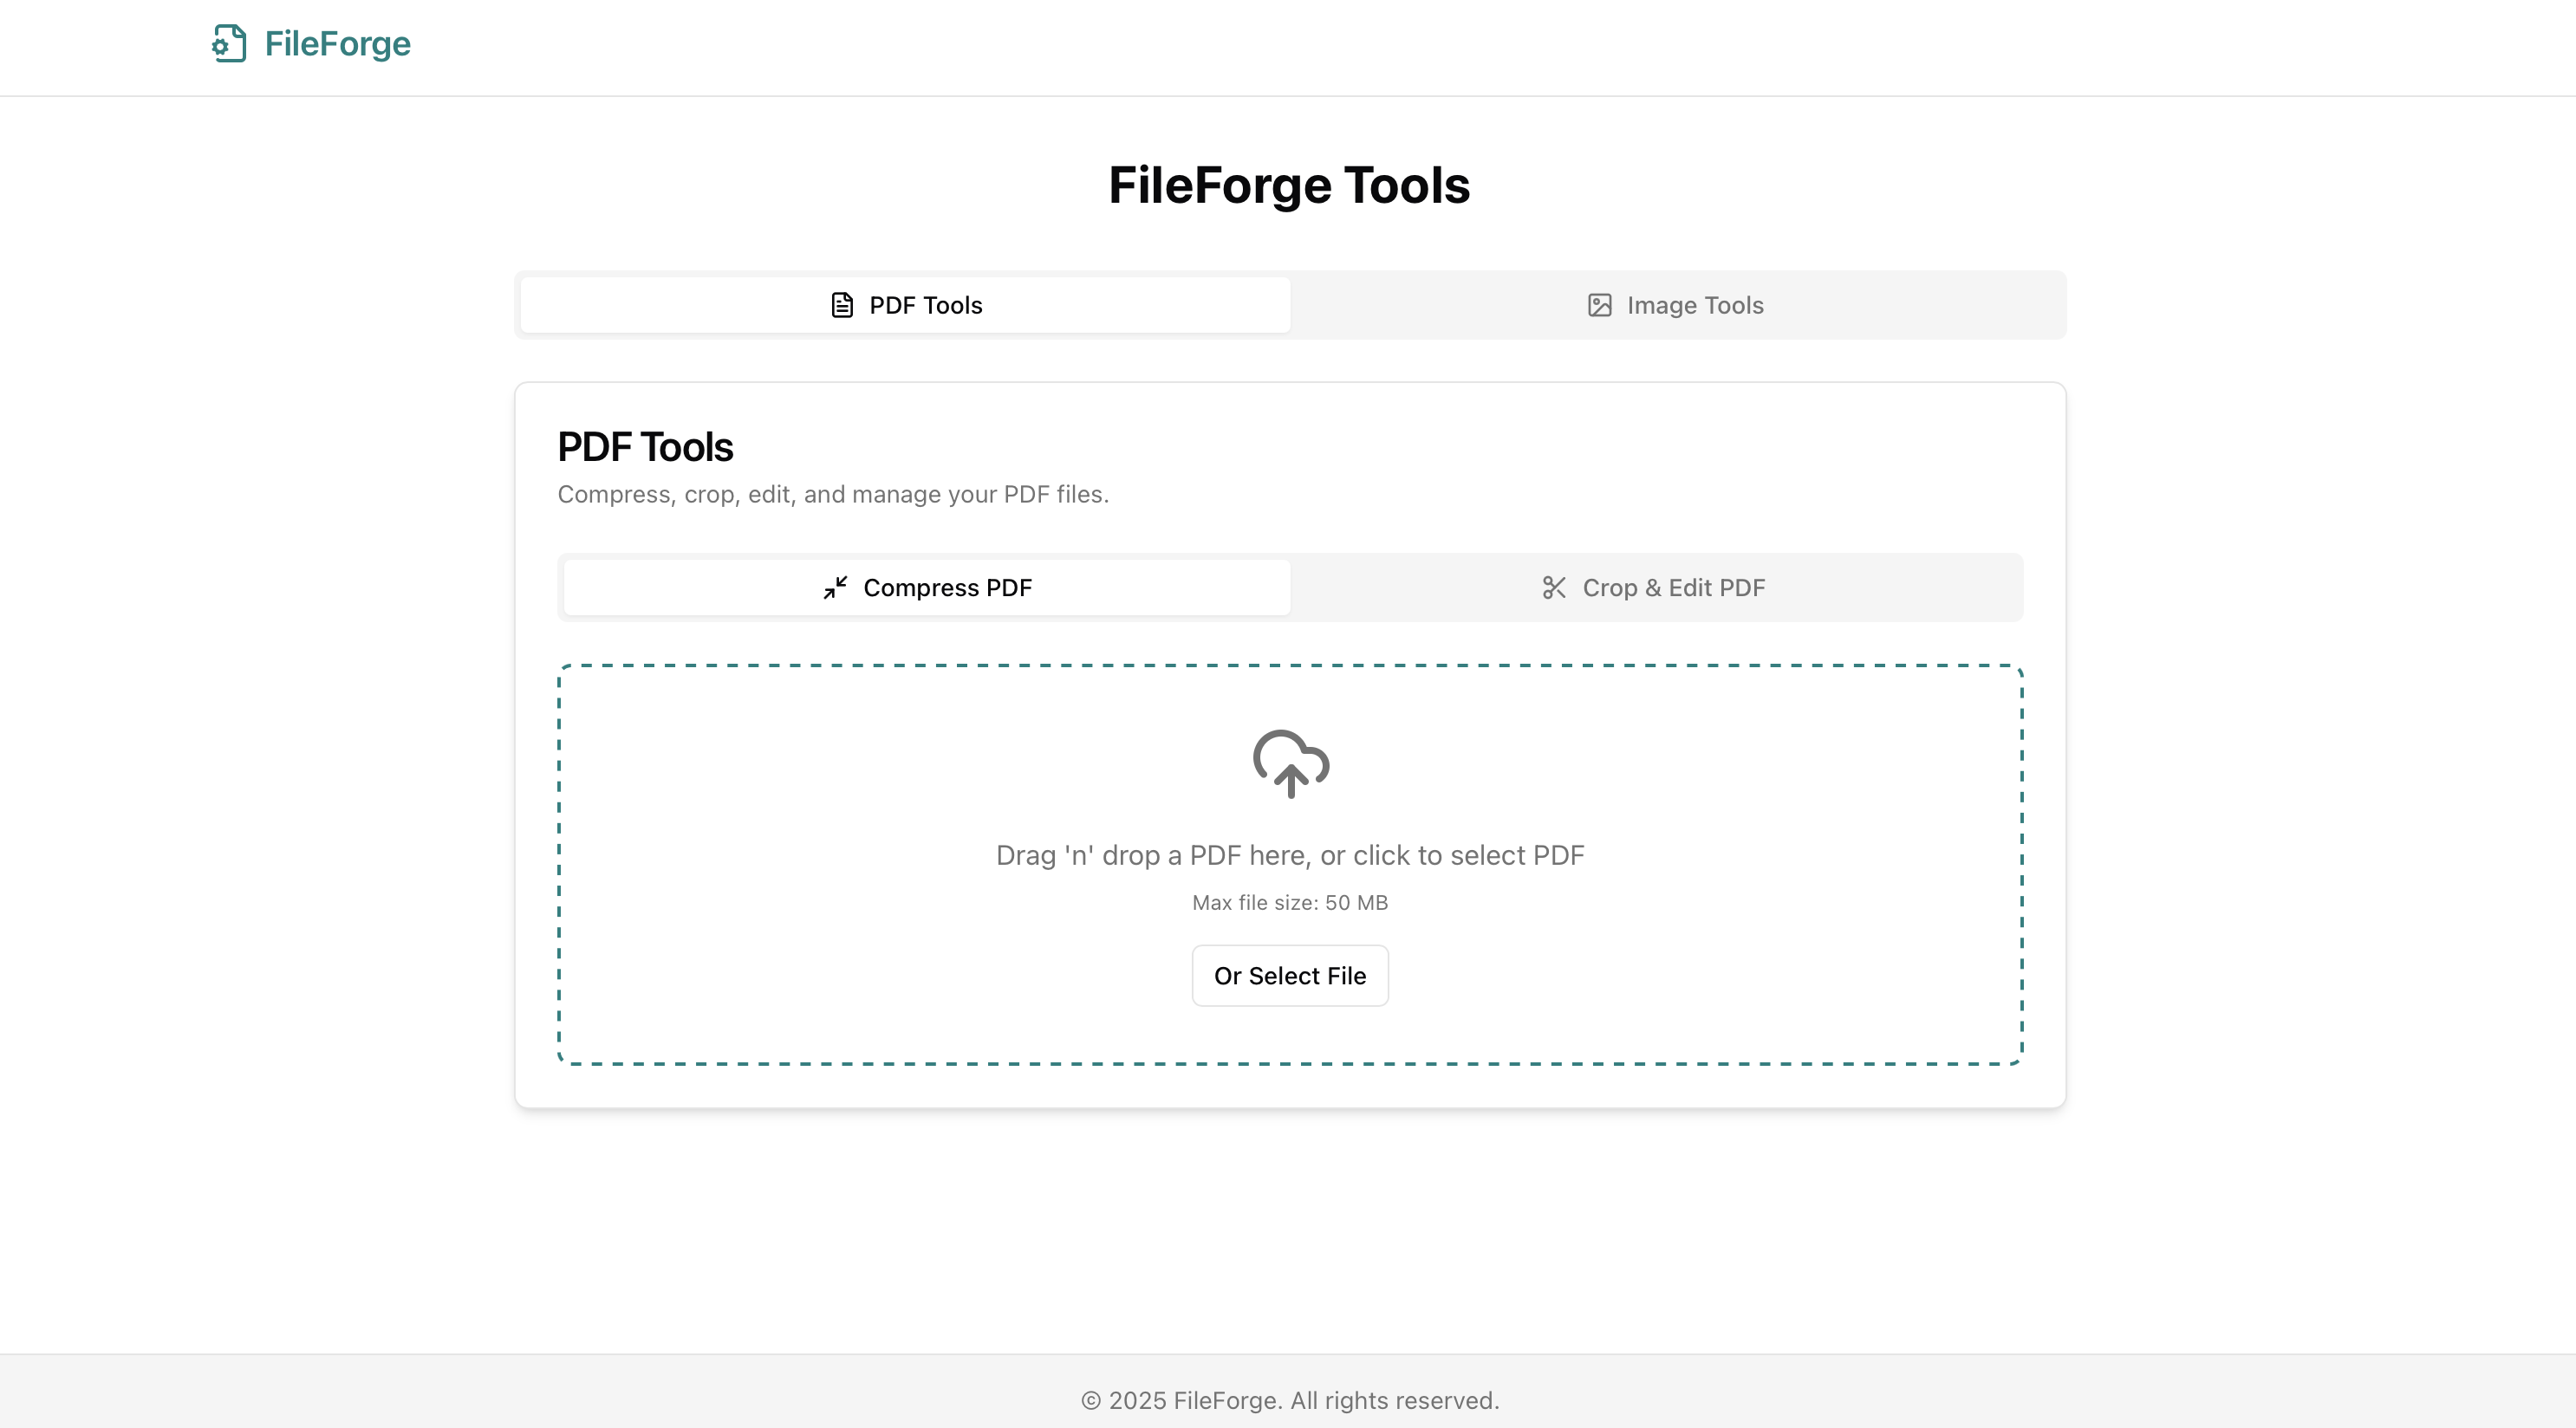 FileForge
FileForge Tools
PDF Tools
Image Tools
PDF Tools
Compress, crop, edit, and manage your PDF files.
Compress PDF
Crop & Edit PDF
Drag 'n' drop a PDF here, or click to select PDF
Max file size: 50 MB
Or Select File
© 2025 FileForge. All rights reserved.